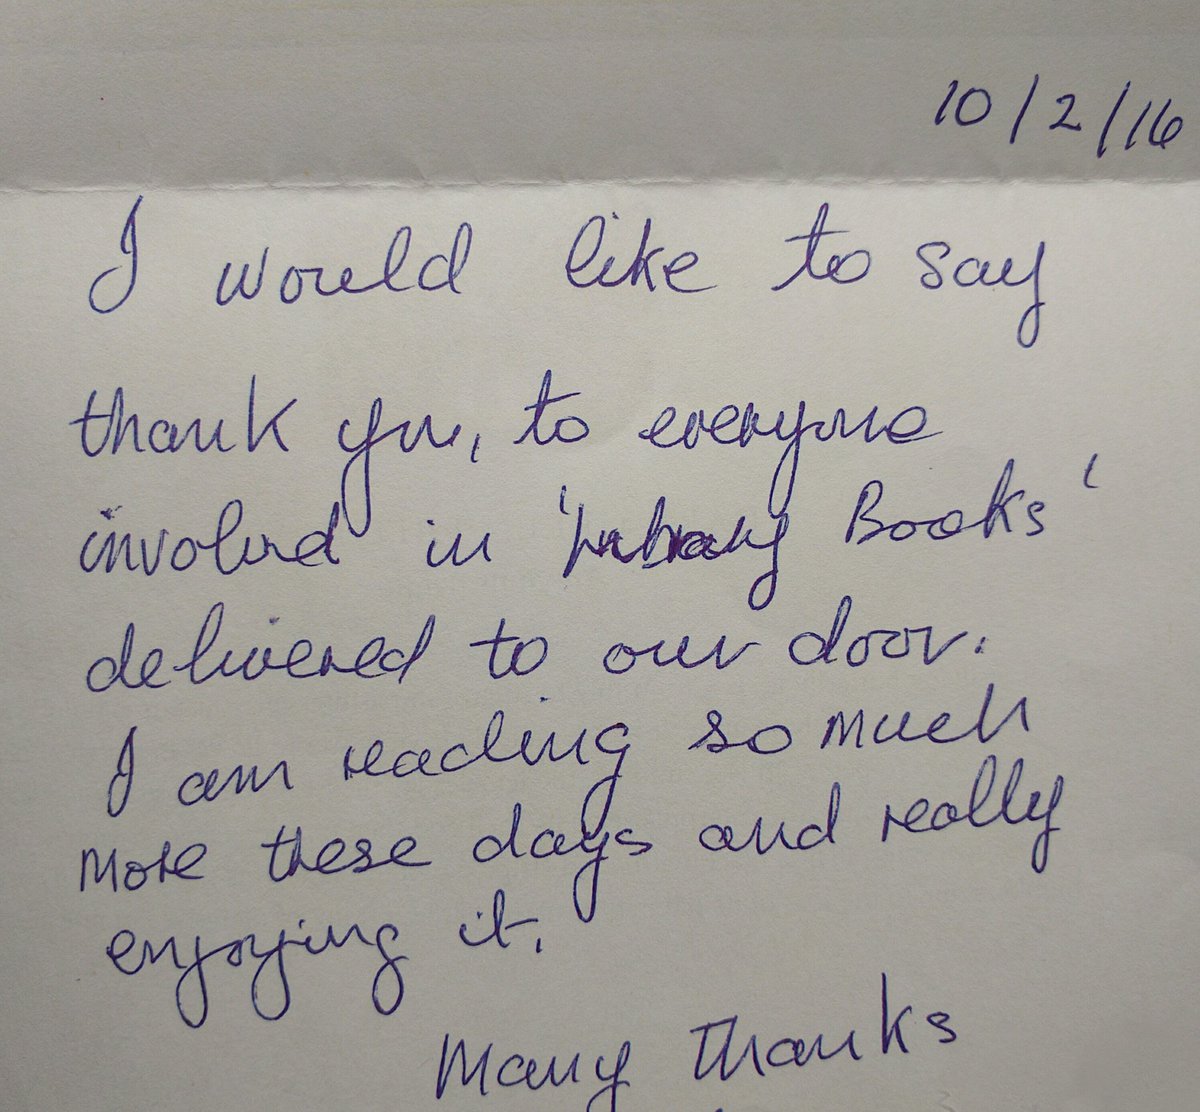 10/2/16
I would like to say
thank you, to everyone
involved in 'Library Books'
delivered to our door.
I am reading so much
more these days and really
enjoying it.
Many Thanks